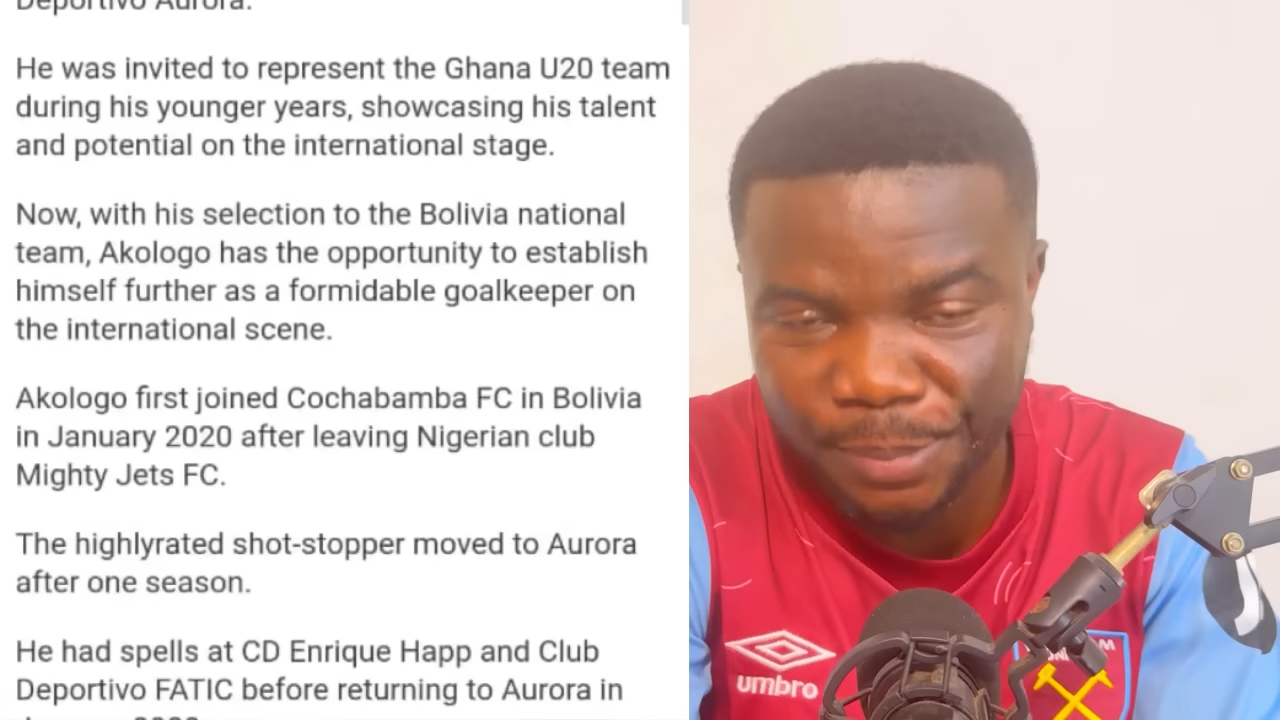 Deportivo Aurora.
He was invited to represent the Ghana U20 team
during his younger years, showcasing his talent
and potential on the international stage.
Now, with his selection to the Bolivia national
team, Akologo has the opportunity to establish
himself further as a formidable goalkeeper on
the international scene.
Akologo first joined Cochabamba FC in Bolivia
in January 2020 after leaving Nigerian club
Mighty Jets FC.
The highlyrated shot-stopper moved to Aurora
after one season.
He had spells at CD Enrique Happ and Club
Deportivo FATIC before returning to Aurora in
umbro